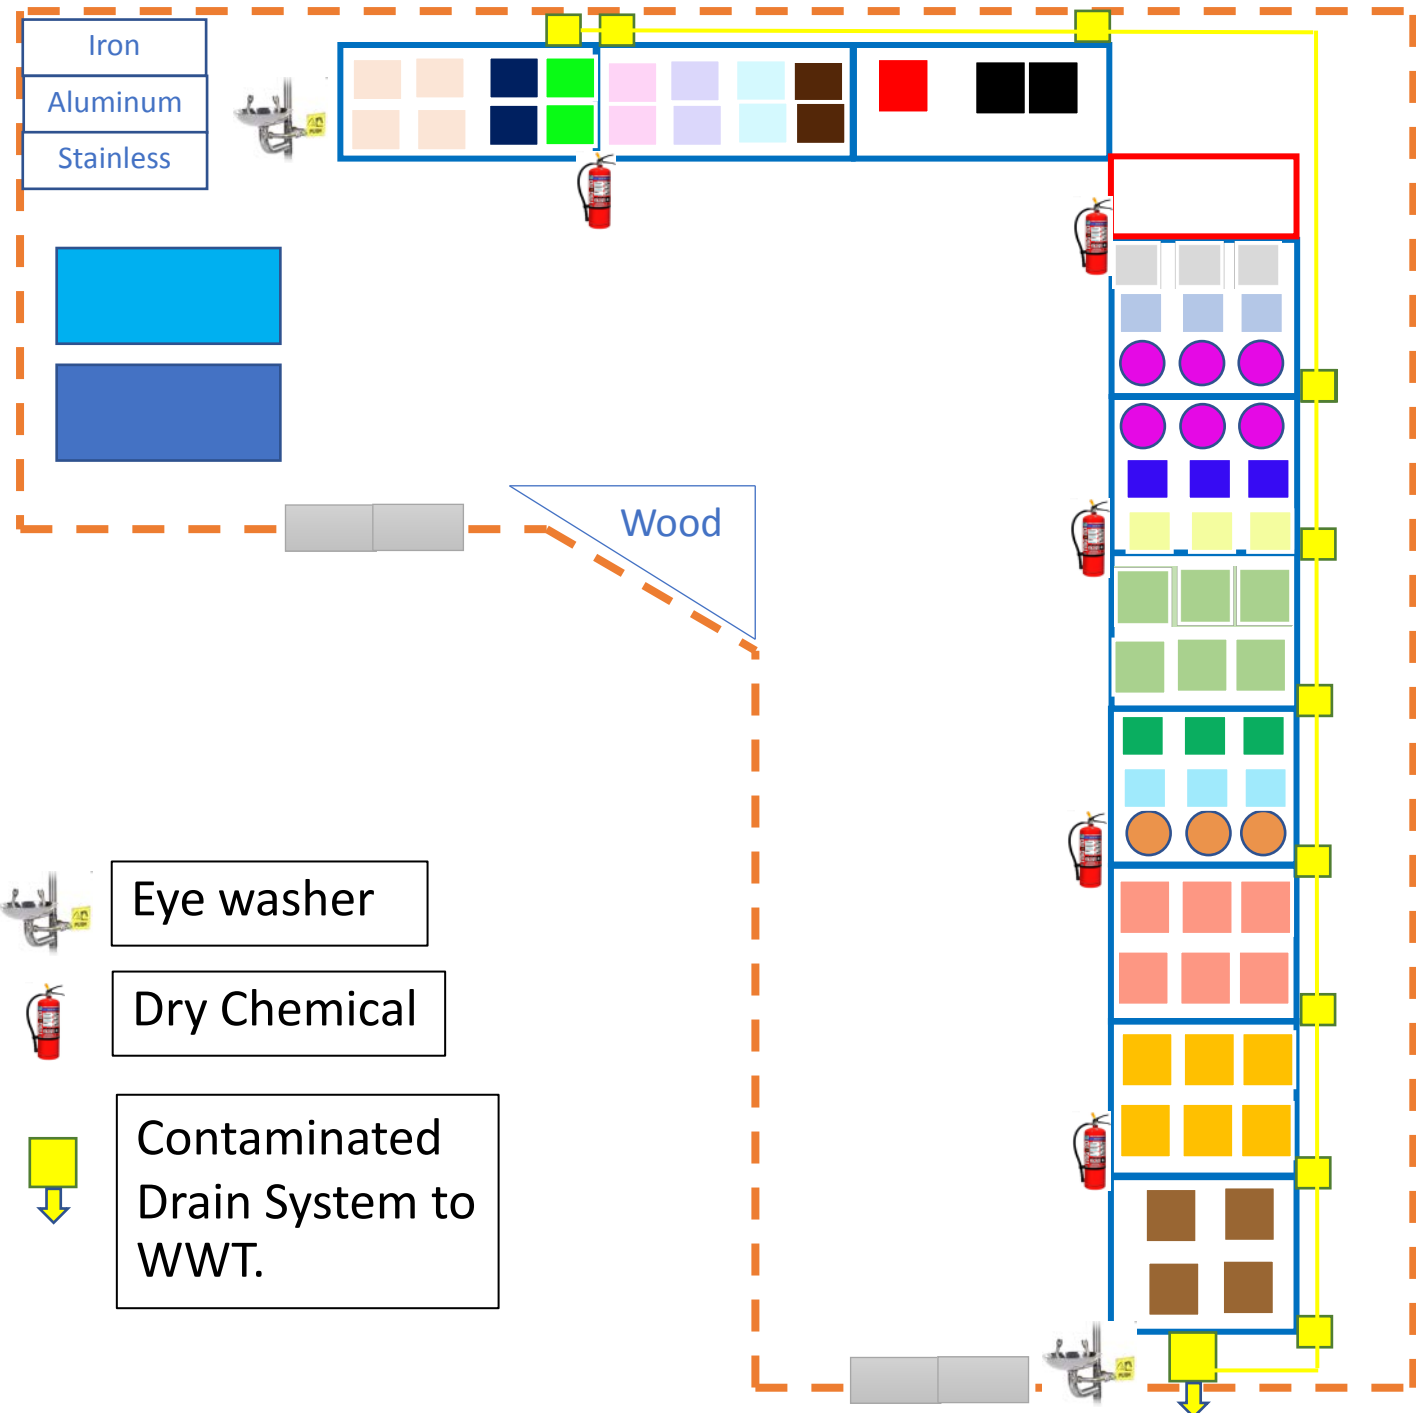 Iron
Aluminum
Stainless
Wood
Eye washer
Dry Chemical
Contaminated
Drain System to
WWT.